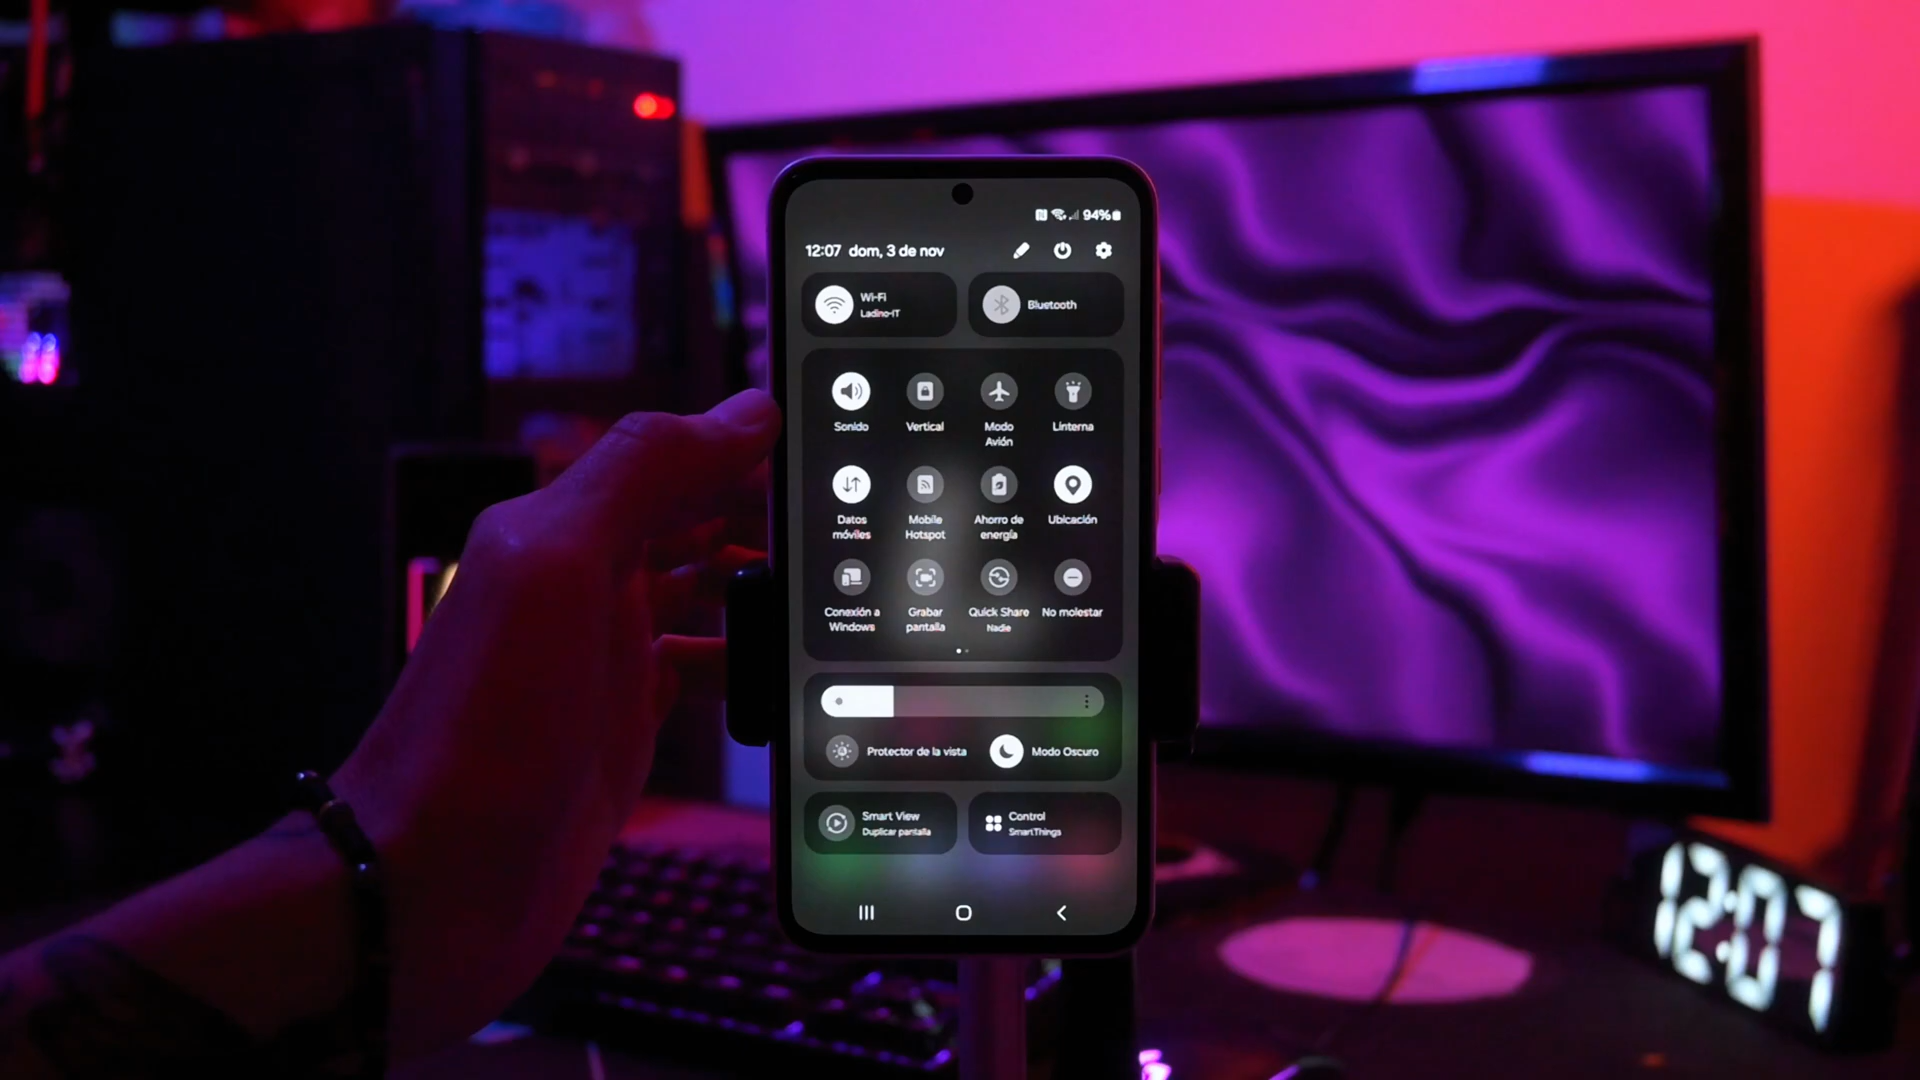 94%
12:07 dom, 3 de nov
Wi-Fi
Ladino-IT
Bluetooth
Sonido
Vertical
Modo
Avión
Linterna
Datos
móviles
Mobile
Hotspot
Ahorro de
energía
Ubicación
Conexión a
Windows
Grabar
pantalla
Quick Share
Nadie
No molestar
Protector de la vista
Modo Oscuro
Smart View
Duplicar pantalla
Control
SmartThings
12:07